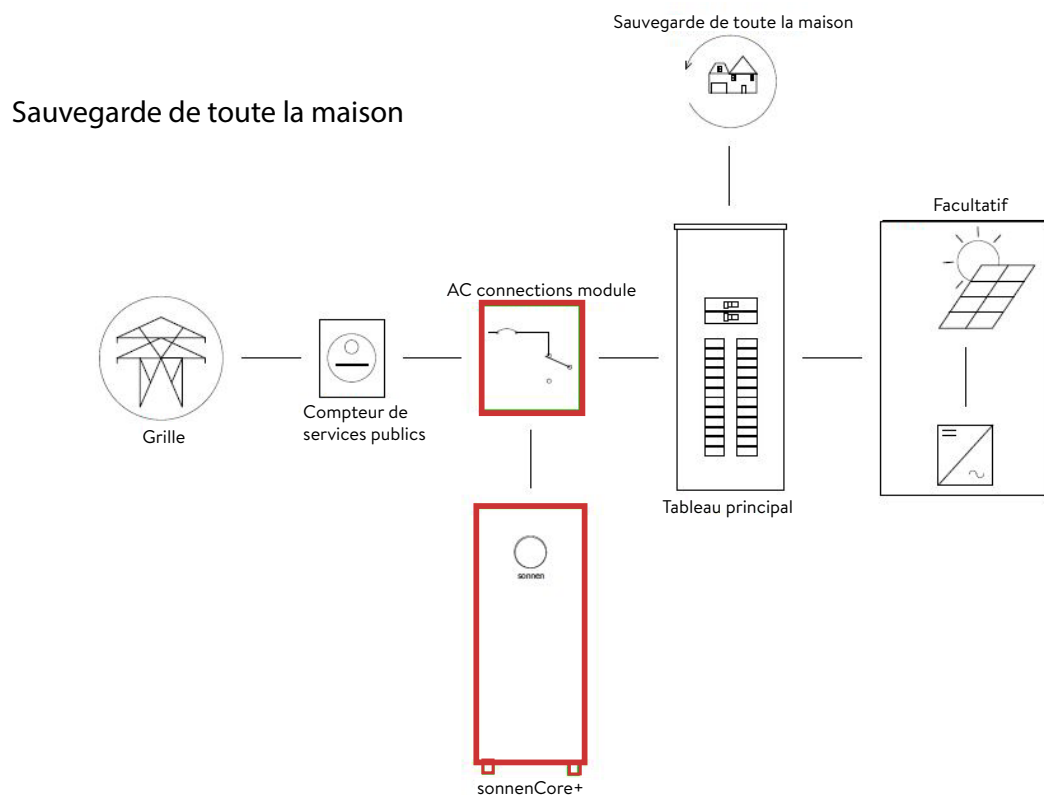 Sauvegarde de toute la maison
Sauvegarde de toute la maison
Facultatif
AC connections module
Grille
Compteur de
services publics
Tableau principal
sonnen
sonnenCore+